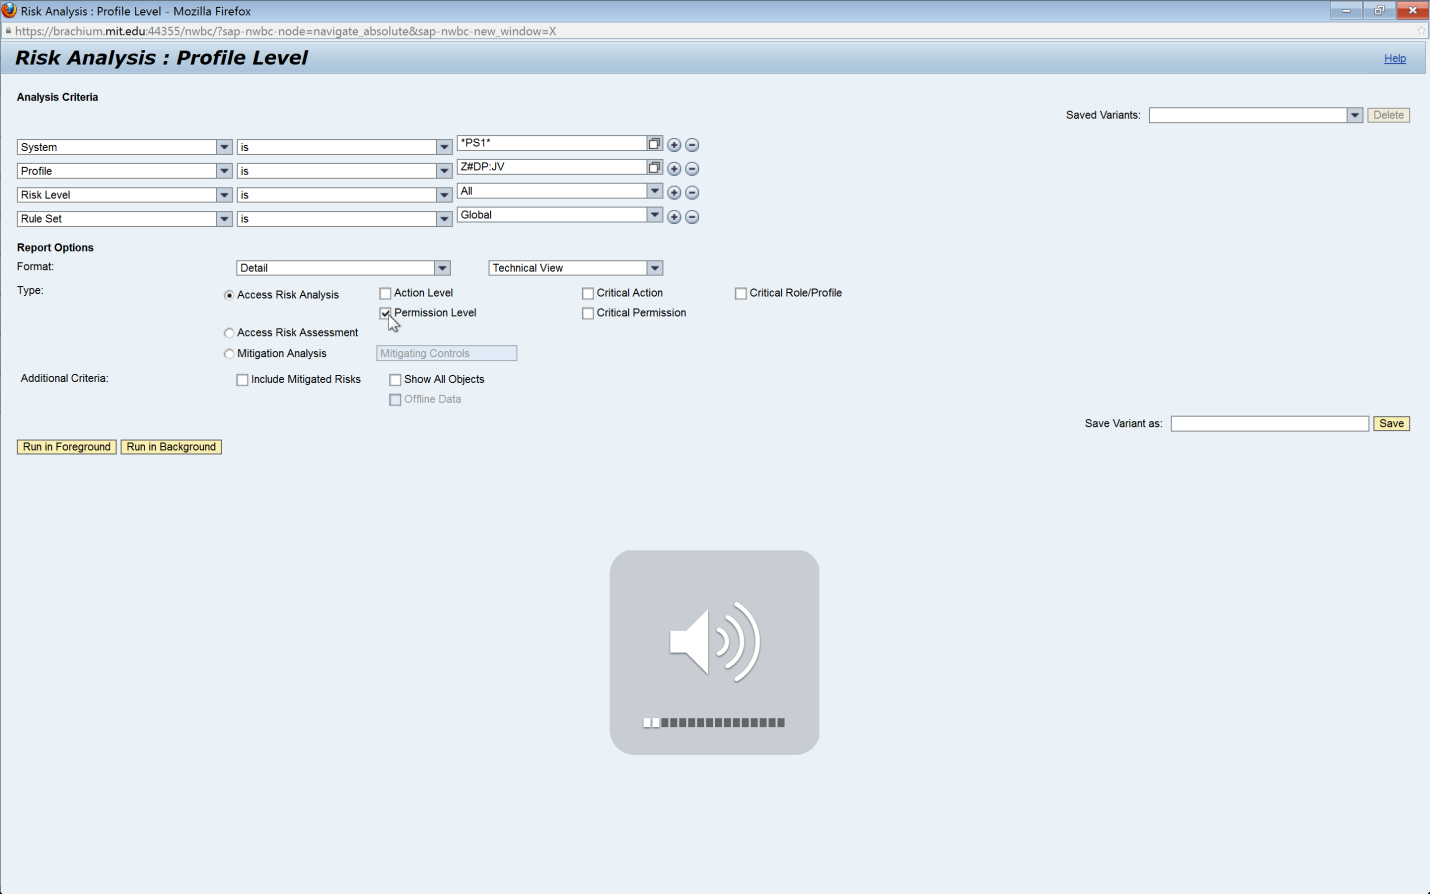 Risk Analysis : Profile Level - Mozilla Firefox
https://brachium.mit.edu:44355/nwbc/?sap-nwbc-node=navigate_absolute&sap-nwbc-new_window=X
Risk Analysis : Profile Level
Help
Analysis Criteria
Saved Variants:
Delete
System is *PS1*
Profile is Z#DP:JV
Risk Level is All
Rule Set is Global
Report Options
Format: Detail Technical View
Type: Access Risk Analysis Action Level Critical Action Critical Role/Profile
Permission Level Critical Permission
Access Risk Assessment
Mitigation Analysis Mitigating Controls
Additional Criteria: Include Mitigated Risks Show All Objects
Offline Data
Save Variant as: Save
Run in Foreground Run in Background